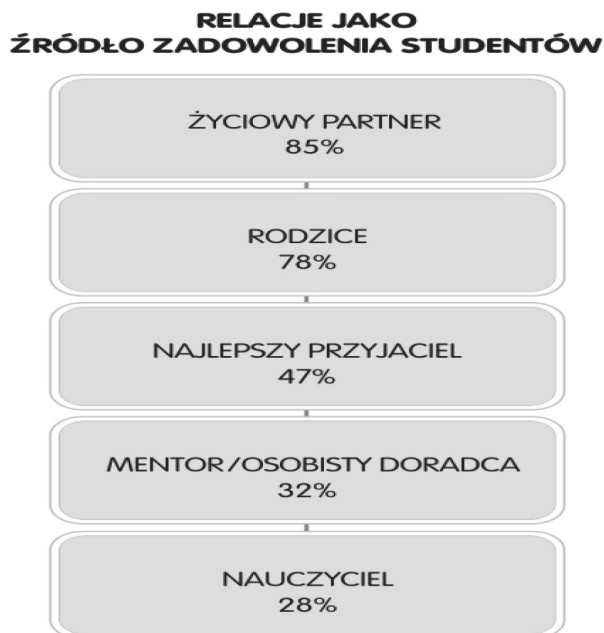 RELACJE JAKO
ŹRÓDŁO ZADOWOLENIA STUDENTÓW
ŻYCIOWY PARTNER
85%
RODZICE
78%
NAJLEPSZY PRZYJACIEL
47%
MENTOR/OSOBISTY DORADCA
32%
NAUCZYCIEL
28%